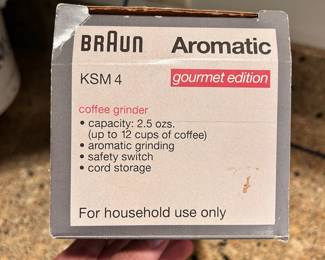 BRAUN Aromatic
KSM 4 gourmet edition
coffee grinder
• capacity: 2.5 ozs.
(up to 12 cups of coffee)
• aromatic grinding
• safety switch
• cord storage
For household use only